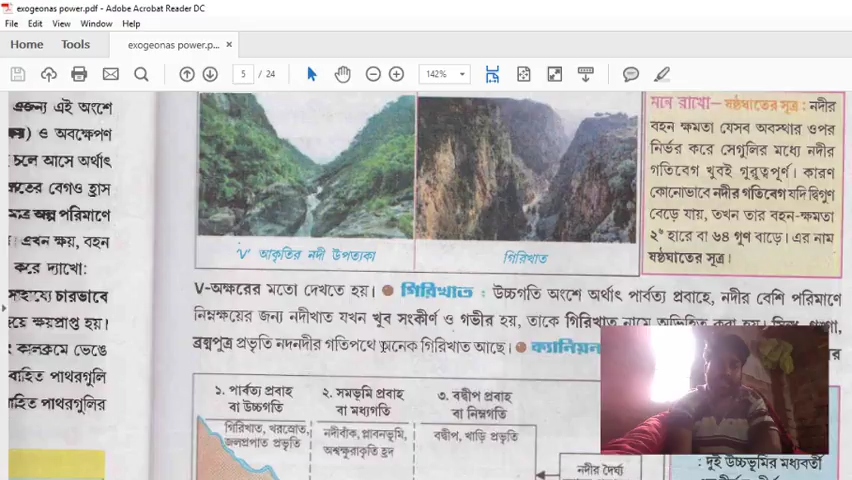 exogeonas power.pdf - Adobe Acrobat Reader DC
File Edit View Window Help
Home Tools exogeonas power.p... ×
5 / 24 142%
এজন্য এই অংশে
ক্ষয়) ও অবক্ষেপণ
চলে আসে অর্থাৎ
বেগও হ্রাস
অল্প পরিমাণে
। এখন ক্ষয়, বহন
করে দ্যাখো:
সাহায্যে চারভাবে
ক্ষয়প্রাপ্ত হয়।
কালক্রমে ভেঙে
বাহিত পাথরগুলি
বাহিত পাথরগুলির
'V' আকৃতির নদী উপত্যকা
গিরিখাত
মনে রাখো– ষষ্ঠঘাতের সূত্র : নদীর
বহন ক্ষমতা যেসব অবস্থার ওপর
নির্ভর করে সেগুলির মধ্যে নদীর
গতিবেগ খুবই গুরুত্বপূর্ণ। কারণ
কোনোভাবে নদীর গতিবেগ যদি দ্বিগুণ
বেড়ে যায়, তখন তার বহন-ক্ষমতা
২⁶ হারে বা ৬৪ গুণ বাড়ে। এর নাম
ষষ্ঠঘাতের সূত্র।
V-অক্ষরের মতো দেখতে হয়। ● গিরিখাত : উচ্চগতি অংশে অর্থাৎ পার্বত্য প্রবাহে, নদীর বেশি পরিমাণে
নিম্নক্ষয়ের জন্য নদীখাত যখন খুব সংকীর্ণ ও গভীর হয়, তাকে গিরিখাত নামে অভিহিত করা হয়।
ব্রহ্মপুত্র প্রভৃতি নদনদীর গতিপথে অনেক গিরিখাত আছে। ● ক্যানিয়ন
১. পার্বত্য প্রবাহ
বা উচ্চগতি
২. সমভূমি প্রবাহ
বা মধ্যগতি
৩. বদ্বীপ প্রবাহ
বা নিম্নগতি
গিরিখাত, খরস্রোত,
জলপ্রপাত প্রভৃতি
নদীবাঁক, প্লাবনভূমি,
অশ্বক্ষুরাকৃতি হ্রদ
বদ্বীপ, খাড়ি প্রভৃতি
নদীর দৈর্ঘ্য
: দুই উচ্চভূমির মধ্যবর্তী